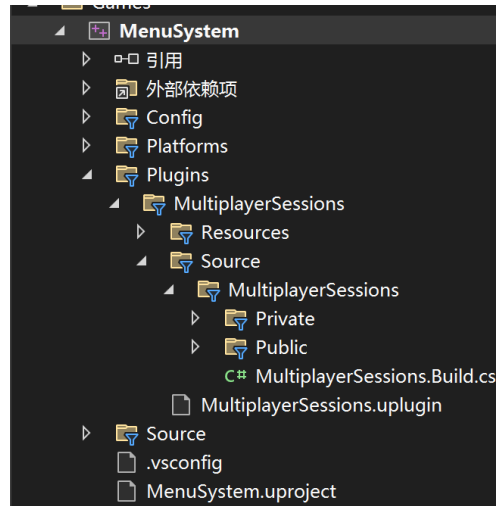 Games
MenuSystem
引用
外部依赖项
Config
Platforms
Plugins
MultiplayerSessions
Resources
Source
MultiplayerSessions
Private
Public
C# MultiplayerSessions.Build.cs
MultiplayerSessions.uplugin
Source
.vsconfig
MenuSystem.uproject